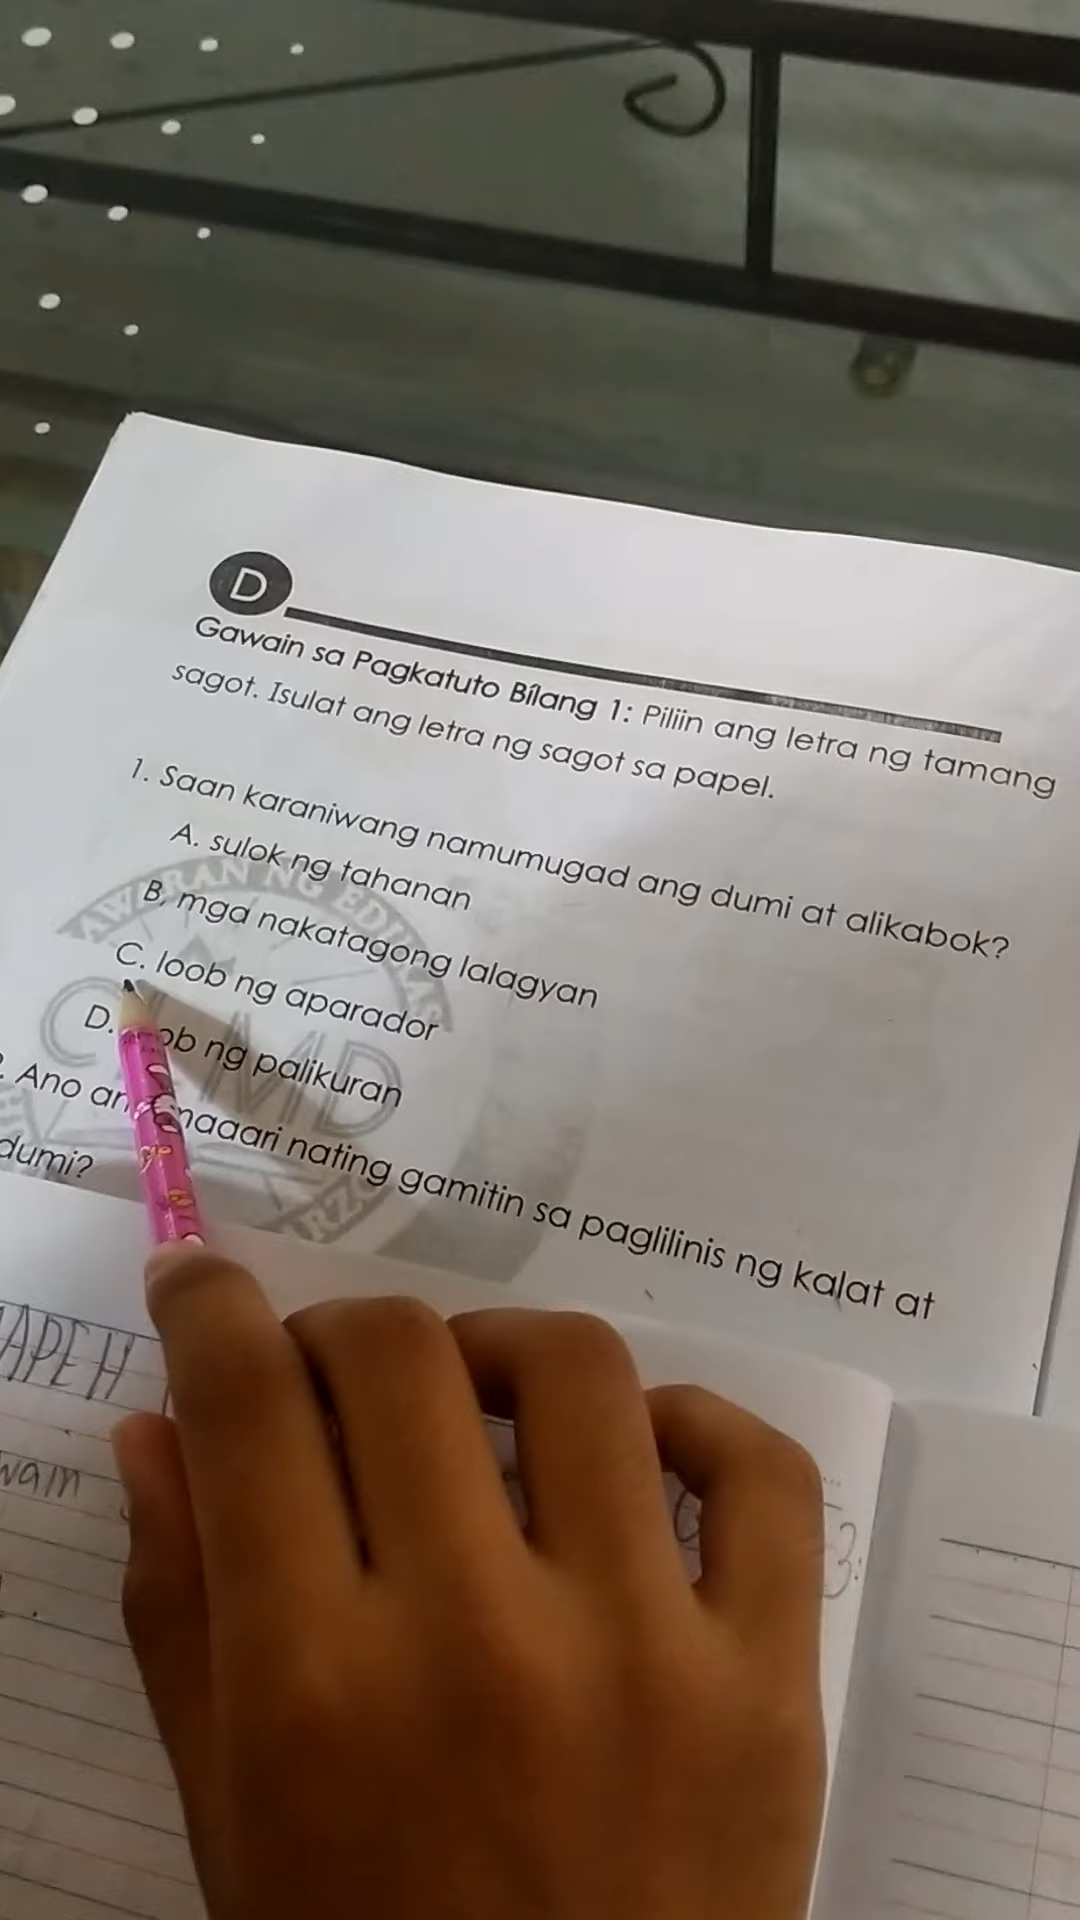 D
Gawain sa Pagkatuto Bilang 1: Piliin ang letra ng tamang
sagot. Isulat ang letra ng sagot sa papel.
1. Saan karaniwang namumugad ang dumi at alikabok?
A. sulok ng tahanan
B. mga nakatagong lalagyan
C. loob ng aparador
D. ng palikuran
Ano maaari nating gamitin sa paglilinis ng kalat at
dumi?
APEH
3: